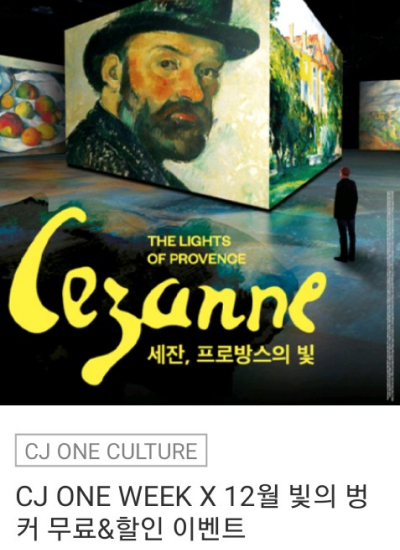 THE LIGHTS
OF PROVENCE
Cezanne
세잔, 프로방스의 빛
CJ ONE CULTURE
CJ ONE WEEK X 12월 빛의 벙
커 무료&할인 이벤트